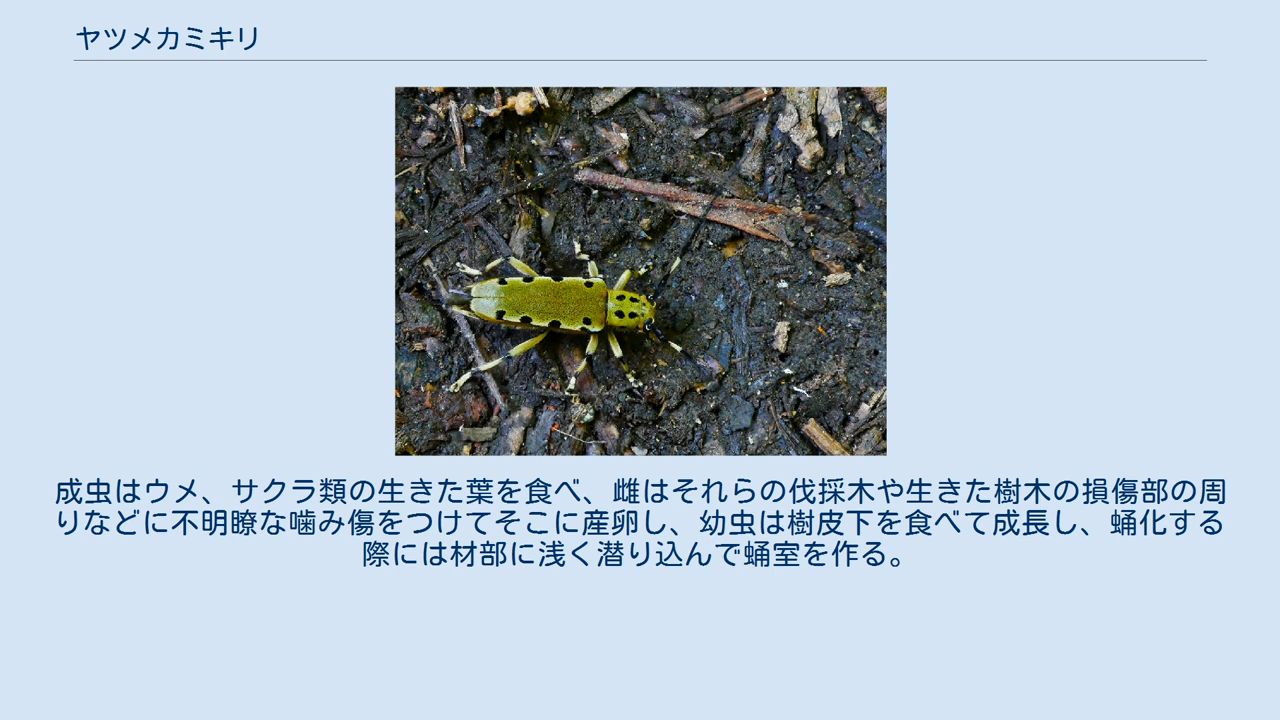 ヤツメカミキリ
成虫はウメ、サクラ類の生きた葉を食べ、雌はそれらの伐採木や生きた樹木の損傷部の周
りなどに不明瞭な噛み傷をつけてそこに産卵し、幼虫は樹皮下を食べて成長し、蛹化する
際には材部に浅く潜り込んで蛹室を作る。